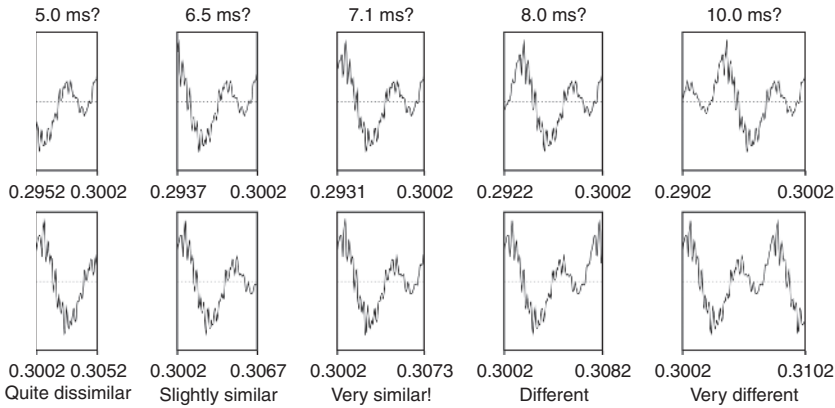 5.0 ms? 6.5 ms? 7.1 ms? 8.0 ms? 10.0 ms?
0.2952 0.3002 0.2937 0.3002 0.2931 0.3002 0.2922 0.3002 0.2902 0.3002
0.3002 0.3052 0.3002 0.3067 0.3002 0.3073 0.3002 0.3082 0.3002 0.3102
Quite dissimilar Slightly similar Very similar! Different Very different